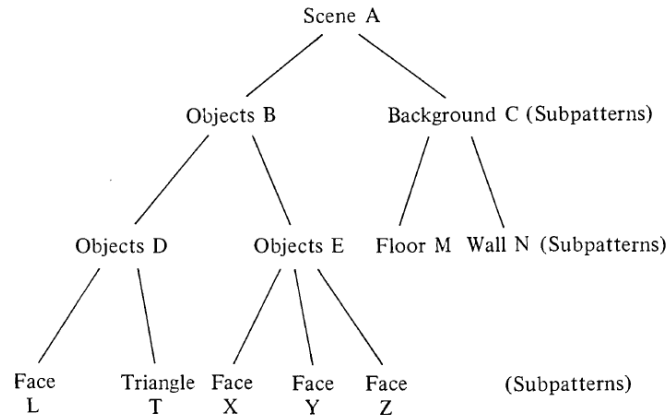 Scene A
Objects B Background C (Subpatterns)
Objects D Objects E Floor M Wall N (Subpatterns)
Face Triangle Face Face Face (Subpatterns)
L T X Y Z